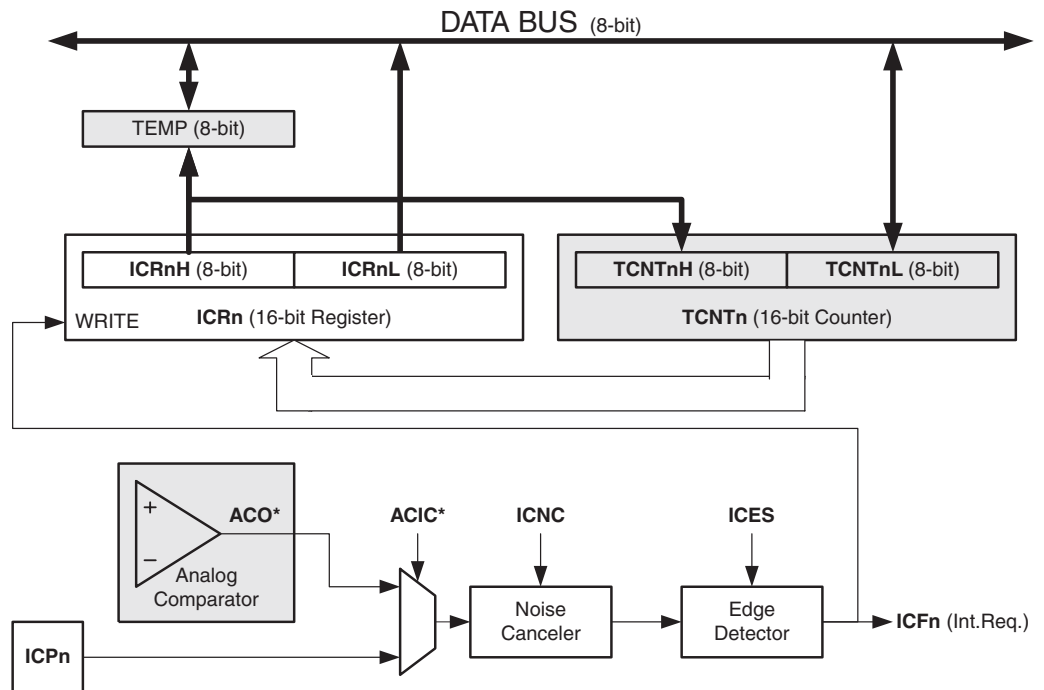 DATA BUS (8-bit)
TEMP (8-bit)
ICRnH (8-bit)
ICRnL (8-bit)
TCNTnH (8-bit)
TCNTnL (8-bit)
WRITE
ICRn (16-bit Register)
TCNTn (16-bit Counter)
+
−
ACO*
Analog
Comparator
ACIC*
ICNC
ICES
Noise
Canceler
Edge
Detector
ICFn (Int.Req.)
ICPn